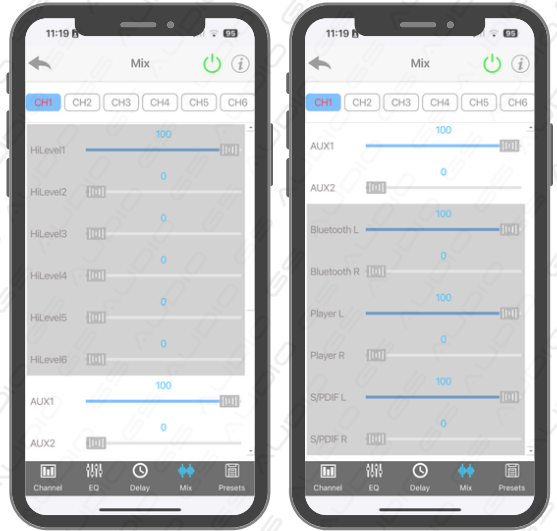 11:19
95
Mix
CH1 CH2 CH3 CH4 CH5 CH6
100
HiLevel1
0
HiLevel2
0
HiLevel3
0
HiLevel4
0
HiLevel5
0
HiLevel6
100
AUX1
0
AUX2
Channel EQ Delay Mix Presets
11:19
95
Mix
CH1 CH2 CH3 CH4 CH5 CH6
100
AUX1
0
AUX2
100
Bluetooth L
0
Bluetooth R
100
Player L
0
Player R
100
S/PDIF L
0
S/PDIF R
Channel EQ Delay Mix Presets